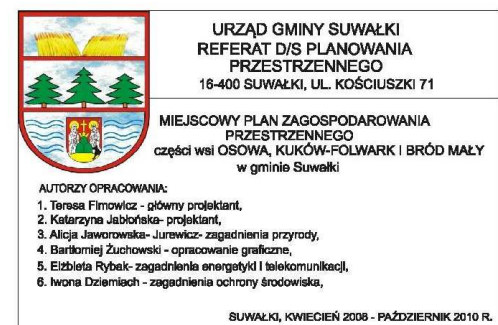 URZĄD GMINY SUWAŁKI
REFERAT D/S PLANOWANIA
PRZESTRZENNEGO
16-400 SUWAŁKI, UL. KOŚCIUSZKI 71
MIEJSCOWY PLAN ZAGOSPODAROWANIA
PRZESTRZENNEGO
części wsi OSOWA, KUKÓW-FOLWARK I BRÓD MAŁY
w gminie Suwałki
AUTORZY OPRACOWANIA:
1. Teresa Fimowicz - główny projektant,
2. Katarzyna Jabłońska- projektant,
3. Alicja Jaworowska- Jurewicz- zagadnienia przyrody,
4. Bartłomiej Żuchowski - opracowanie graficzne,
5. Elżbieta Rybak- zagadnienia energetyki i telekomunikacji,
6. Iwona Dziemiach - zagadnienia ochrony środowiska,
SUWAŁKI, KWIECIEŃ 2008 - PAŹDZIERNIK 2010 R.